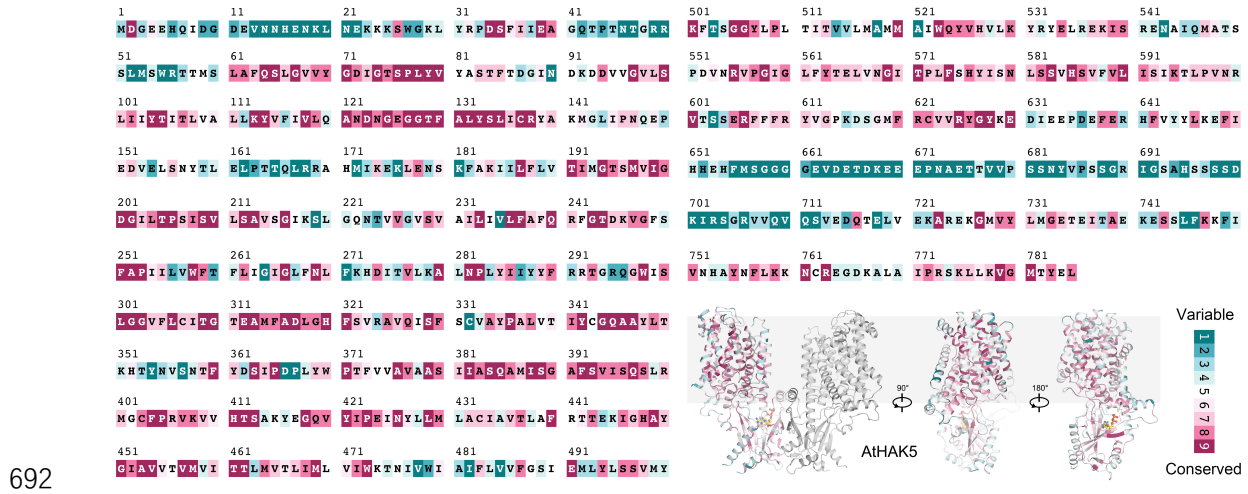 1 11 21 31 41
MDGEEHQIDG DEVNNHENKL NEKKKSWGKL YRPDSFIIEA GQTPTNTGRR
51 61 71 81 91
SLMSWRTTMS LAFQSLGVVY GDIGTSPLYV YASTFTDGIN DKDDVVGVLS
101 111 121 131 141
LIIYTITLVA LLKYVFIVLQ ANDNGEGGTF ALYSLICRYA KMGLIPNQEP
151 161 171 181 191
EDVELSNYTL ELPTTQLRRA HMIKEKLENS KFAKIILFLV TIMGTSMVIG
201 211 221 231 241
DGILTPSISV LSAVSGIKSL GQNTVVGVSV AILIVLFAFQ RFGTDKVGFS
251 261 271 281 291
FAPIILVWFT FLIGIGLFNL FKHDITVLKA LNPLYIIYYF RRTGRQGWIS
301 311 321 331 341
LGGVFLCITG TEAMFADLGH FSVRAVQISF SCVAYPALVT IYCGQAAYLT
351 361 371 381 391
KHTYNVSNTF YDSIPDPLYW PTFVVAVAAS IIASQAMISG AFSVISQSLR
401 411 421 431 441
MGCFPRVKVV HTSAKYEGQV YIPEINYLLM LACIAVTLAF RTTEKIGHAY
451 461 471 481 491
GIAVVTVMVI TTLMVTLIML VIWKTNIVWI AIFLVVFGSI EMLYLSSVMY
501 511 521 531 541
KFTSGGYLPL TITVVLMAMM AIWQYVHVLK YRYELREKIS RENAIQMATS
551 561 571 581 591
PDVNRVPGIG LFYTELVNGI TPLFSHYISN LSSVHSVFVL ISIKTLPVNR
601 611 621 631 641
VTSSERFFFR YVGPKDSGMF RCVVRYGYKE DIEEPDEFER HFVYYLKEFI
651 661 671 681 691
HHEHFMSGGG GEVDETDKEE EPNAETTVVP SSNYVPSSGR IGSAHSSSSD
701 711 721 731 741
KIRSGRVVQV QSVEDQTELV EKAREKGMVY LMGETEITAE KESSLFKKFI
751 761 771 781
VNHAYNFLKK NCREGDKALA IPRSKLLKVG MTYEL
AtHAK5
90°
180°
Variable
1
2
3
4
5
6
7
8
9
Conserved
692